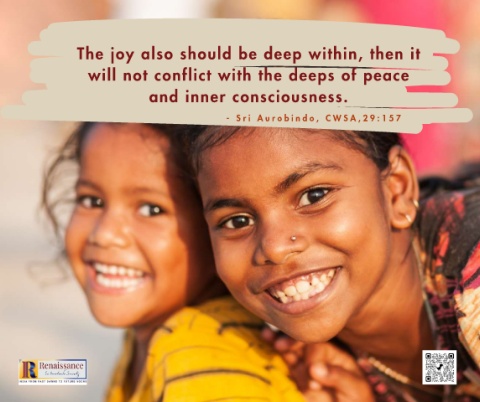 The joy also should be deep within, then it
will not conflict with the deeps of peace
and inner consciousness.
- Sri Aurobindo, CWSA,29:157
Renaissance